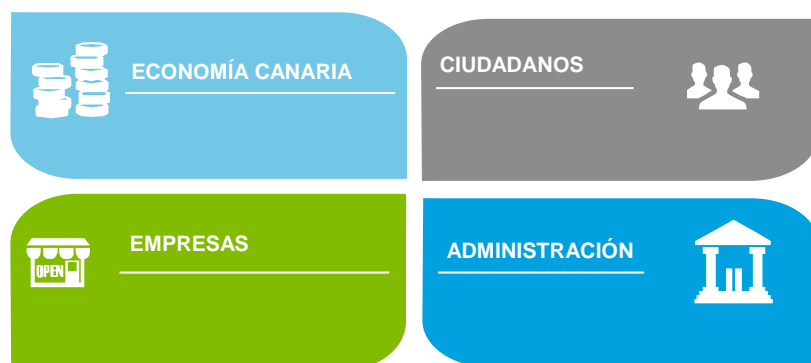 ECONOMÍA CANARIA
CIUDADANOS
EMPRESAS
OPEN
ADMINISTRACIÓN